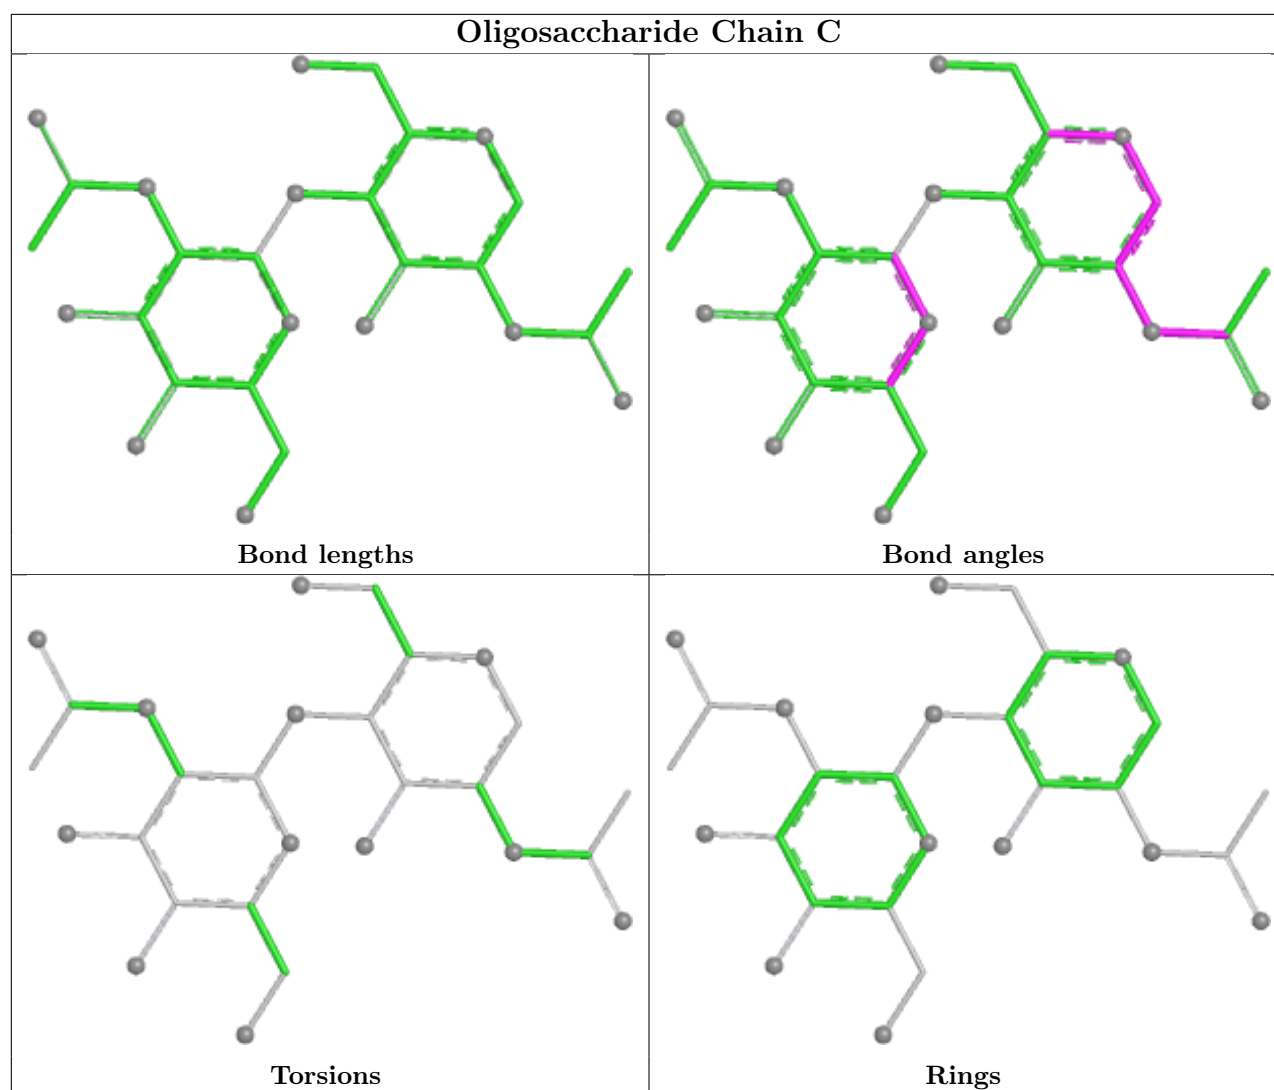 Oligosaccharide Chain C
Bond lengths
Bond angles
Torsions
Rings